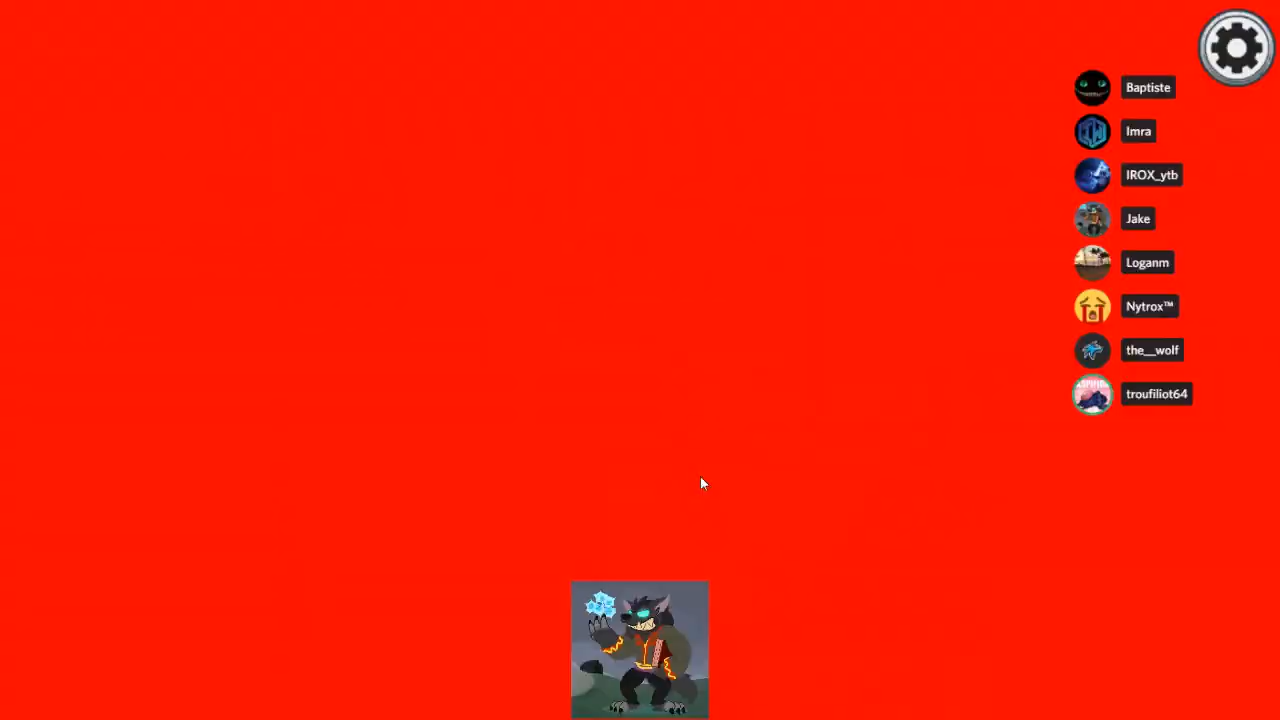 Baptiste
Imra
IROX_ytb
Jake
Loganm
Nytrox™
the__wolf
troufiliot64